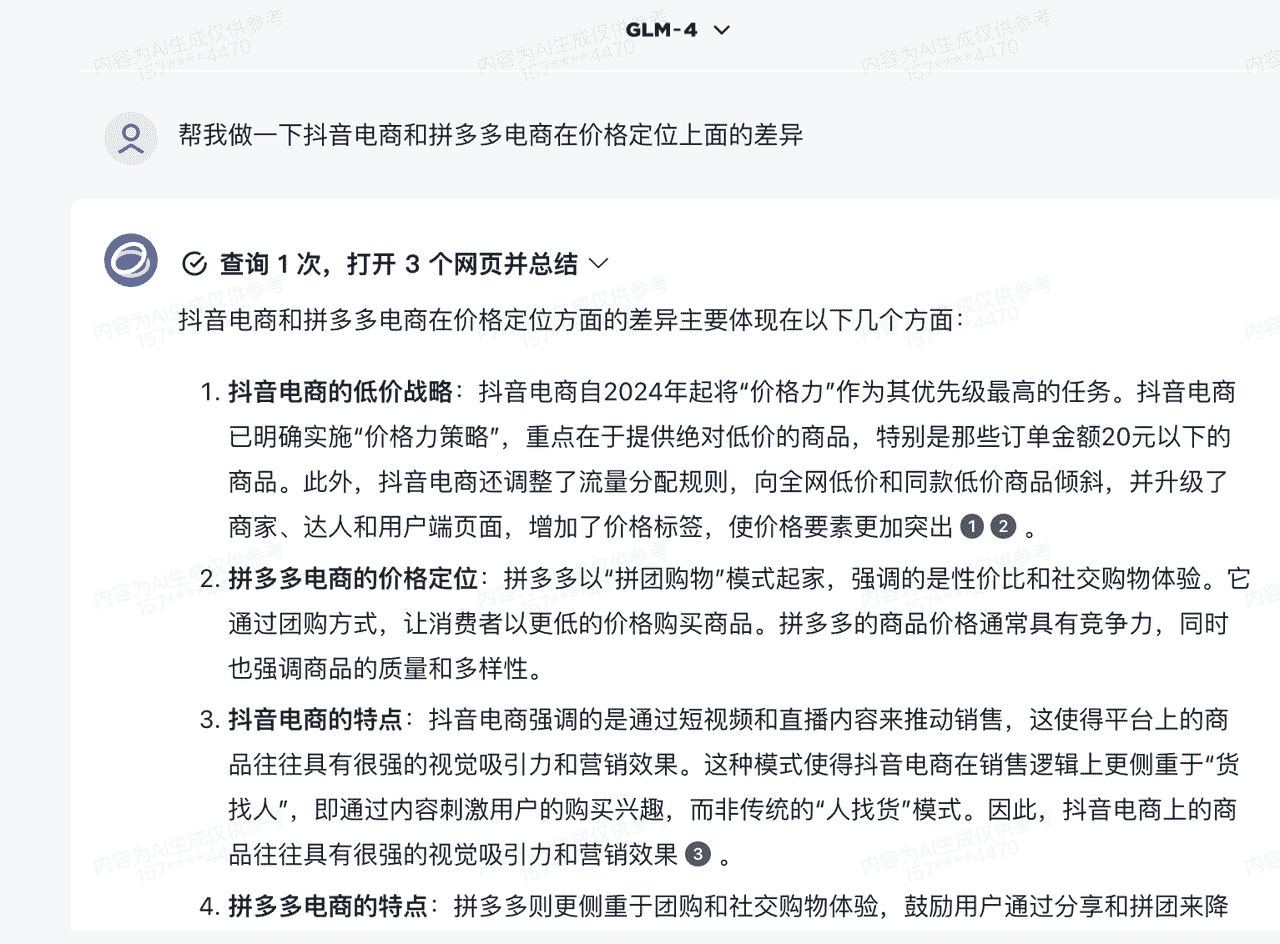 GLM-4
帮我做一下抖音电商和拼多多电商在价格定位上面的差异
查询 1 次，打开 3 个网页并总结
抖音电商和拼多多电商在价格定位方面的差异主要体现在以下几个方面：
1. 抖音电商的低价战略：抖音电商自2024年起将“价格力”作为其优先级最高的任务。抖音电商
已明确实施“价格力策略”，重点在于提供绝对低价的商品，特别是那些订单金额20元以下的
商品。此外，抖音电商还调整了流量分配规则，向全网低价和同款低价商品倾斜，并升级了
商家、达人和用户端页面，增加了价格标签，使价格要素更加突出 1 2 。
2. 拼多多电商的价格定位：拼多多以“拼团购物”模式起家，强调的是性价比和社交购物体验。它
通过团购方式，让消费者以更低的价格购买商品。拼多多的商品价格通常具有竞争力，同时
也强调商品的质量和多样性。
3. 抖音电商的特点：抖音电商强调的是通过短视频和直播内容来推动销售，这使得平台上的商
品往往具有很强的视觉吸引力和营销效果。这种模式使得抖音电商在销售逻辑上更侧重于“货
找人”，即通过内容刺激用户的购买兴趣，而非传统的“人找货”模式。因此，抖音电商上的商
品往往具有很强的视觉吸引力和营销效果 3 。
4. 拼多多电商的特点：拼多多则更侧重于团购和社交购物体验，鼓励用户通过分享和拼团来降
内容为AI生成仅供参考
157****4470